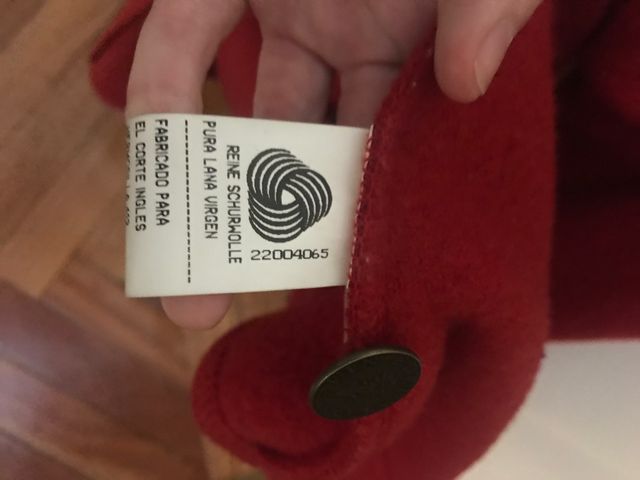 22004065
REINE SCHURWOLLE
PURA LANA VIRGEN
--------------------
FABRICADO PARA
EL CORTE INGLES